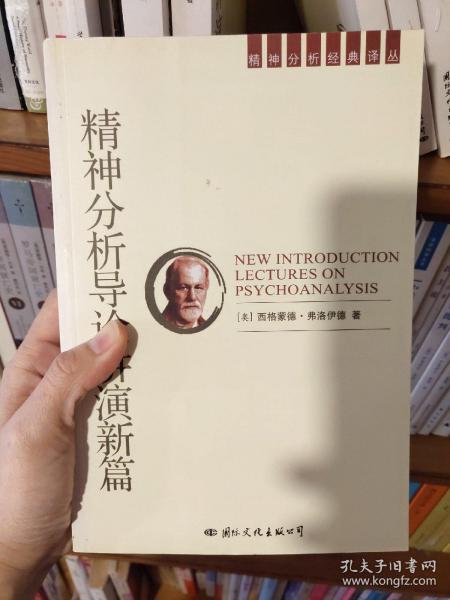 精神分析经典译丛
精神分析导论讲演新篇
NEW INTRODUCTION
LECTURES ON
PSYCHOANALYSIS
[奥] 西格蒙德·弗洛伊德 著
国际文化出版公司
孔夫子旧书网
www.kongfz.com